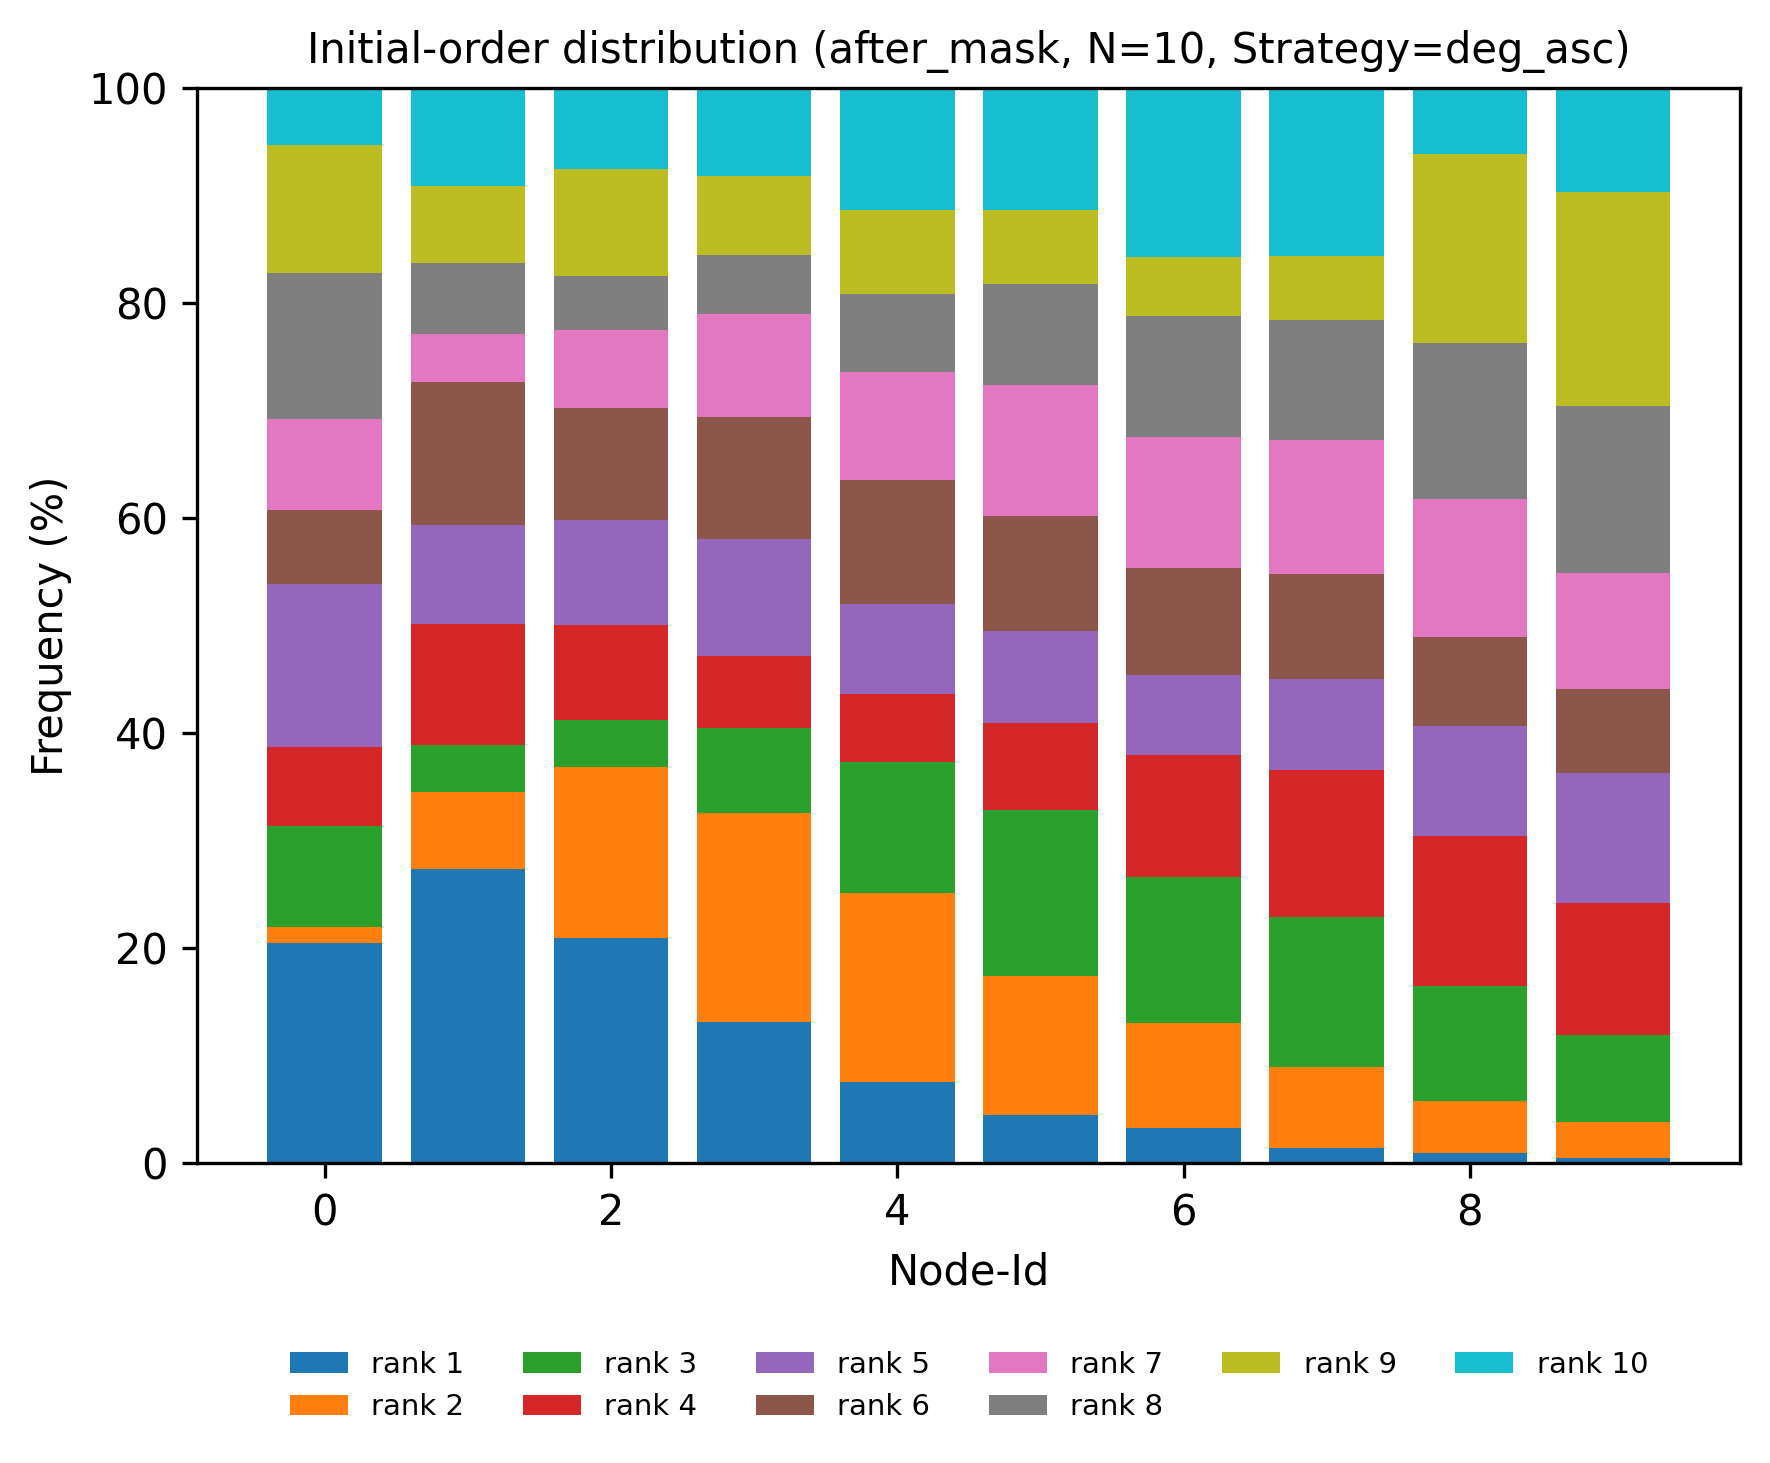 Initial-order distribution (after_mask, N=10, Strategy=deg_asc)
100
80
60
40
20
0
Frequency (%)
0 2 4 6 8
Node-Id
rank 1 rank 3 rank 5 rank 7 rank 9 rank 10
rank 2 rank 4 rank 6 rank 8